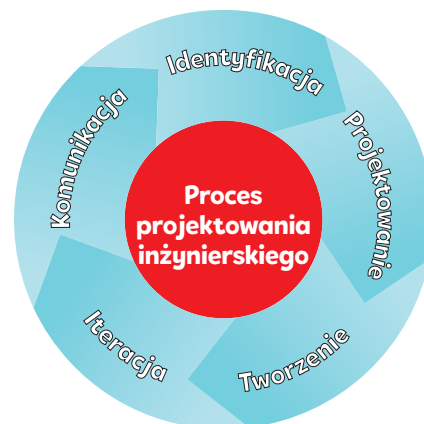 Identyfikacja
Projektowanie
Tworzenie
Iteracja
Komunikacja
Proces
projektowania
inżynierskiego